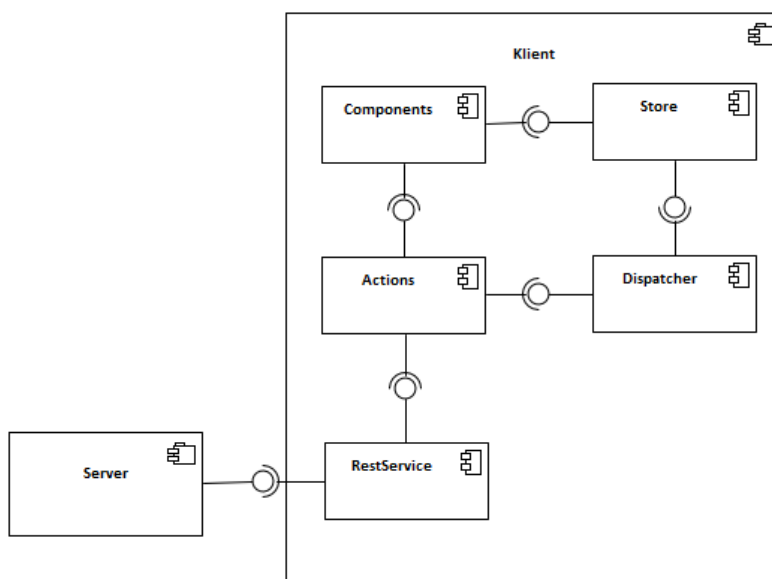 Klient
Components
Store
Actions
Dispatcher
Server
RestService